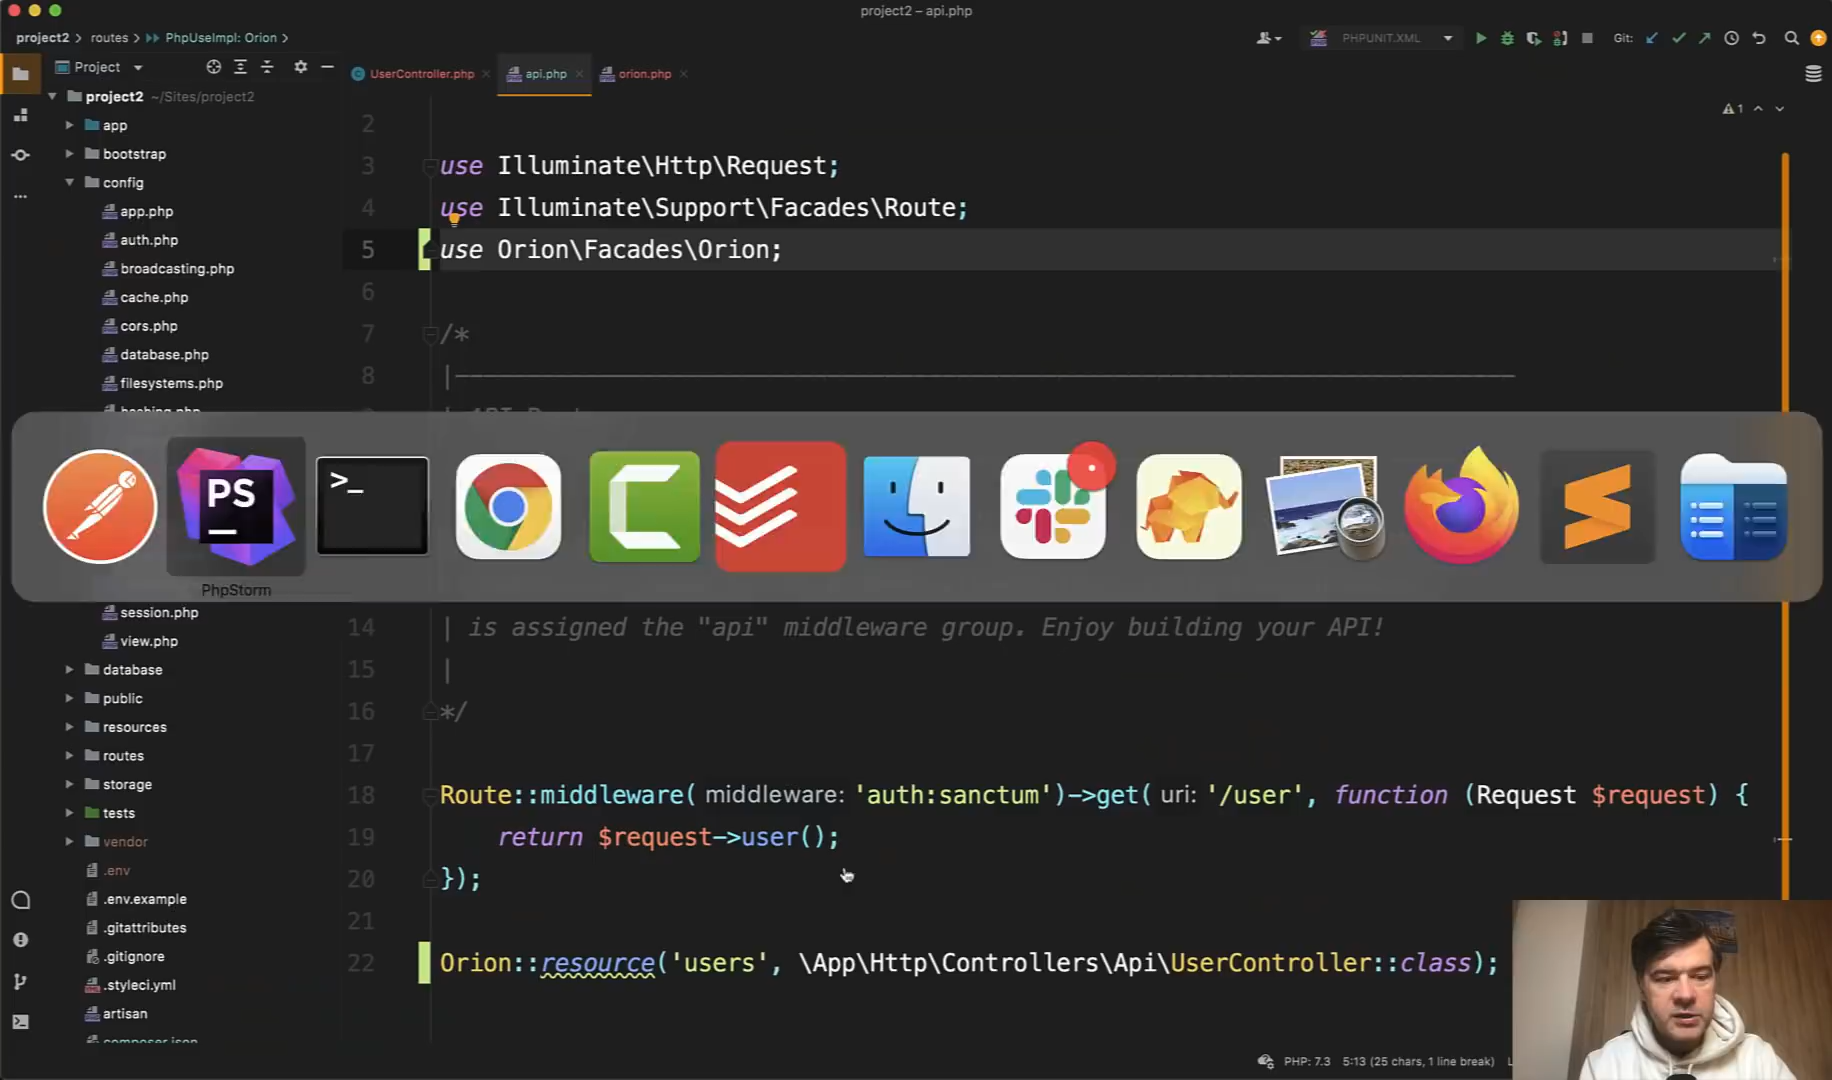 project2 – api.php
project2 > routes > PhpUseImpl: Orion >
PHPUNIT.XML
Git:
Project
UserController.php
api.php
orion.php
project2 ~/Sites/project2
app
bootstrap
config
app.php
auth.php
broadcasting.php
cache.php
cors.php
database.php
filesystems.php
hashing.php
session.php
view.php
database
public
resources
routes
storage
tests
vendor
.env
.env.example
.gitattributes
.gitignore
.styleci.yml
artisan
composer.json
1
2
3 use Illuminate\Http\Request;
4 use Illuminate\Support\Facades\Route;
5 use Orion\Facades\Orion;
6
7 /*
8 |
PS
>_
PhpStorm
14 | is assigned the "api" middleware group. Enjoy building your API!
15 |
16 */
17
18 Route::middleware( middleware: 'auth:sanctum')->get( uri: '/user', function (Request $request) {
19 return $request->user();
20 });
21
22 Orion::resource('users', \App\Http\Controllers\Api\UserController::class);
PHP: 7.3 5:13 (25 chars, 1 line break)